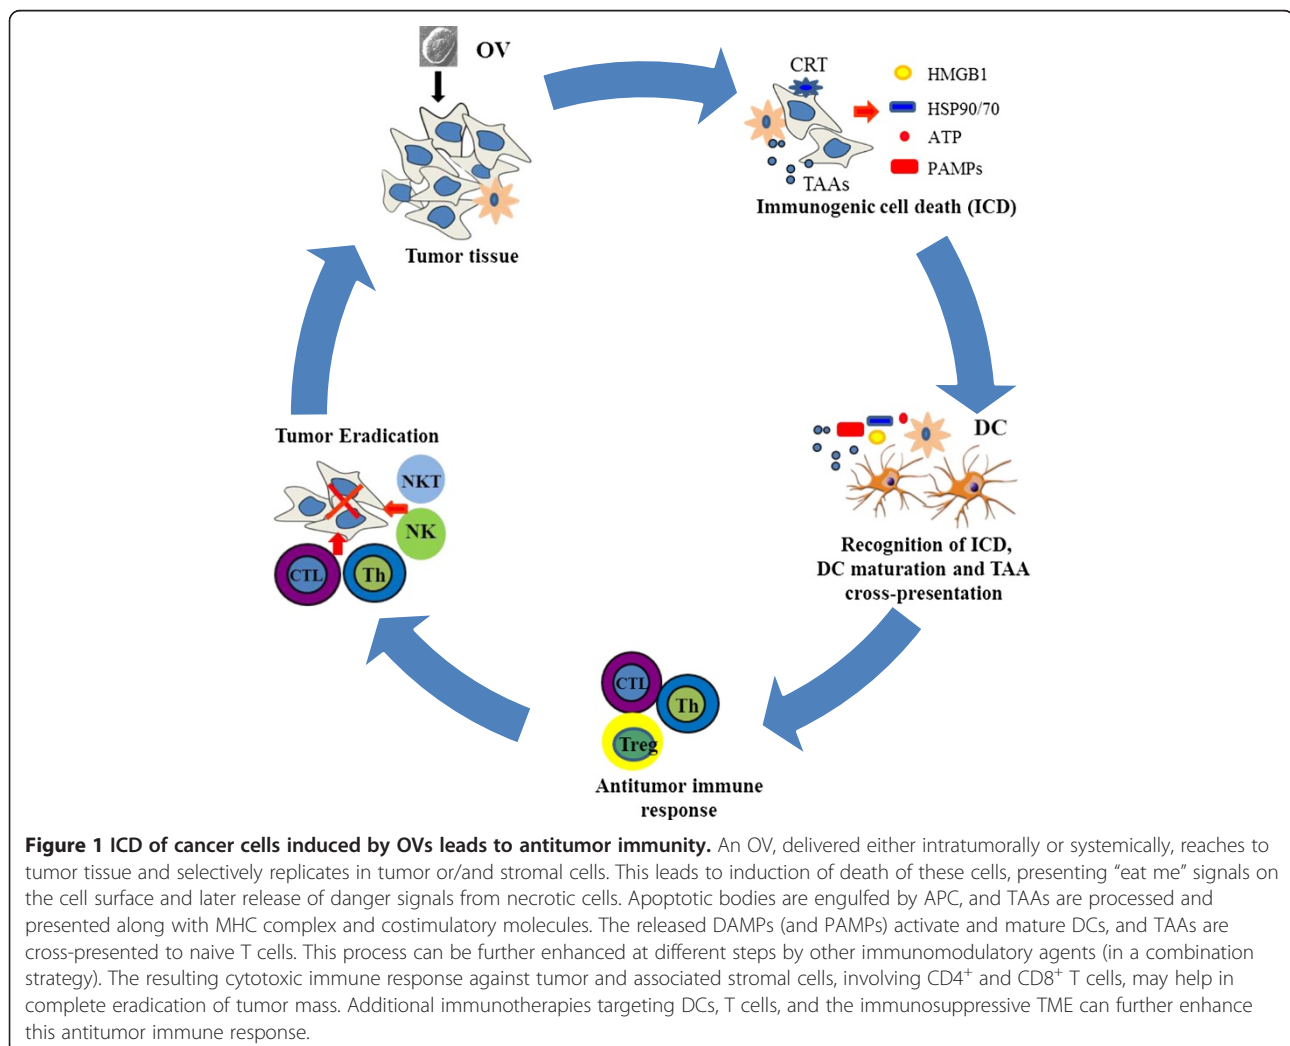 OV
Tumor tissue
CRT
HMGB1
HSP90/70
ATP
PAMPs
TAAs
Immunogenic cell death (ICD)
DC
Recognition of ICD,
DC maturation and TAA
cross-presentation
CTL
Th
Treg
Antitumor immune
response
Tumor Eradication
NKT
NK
CTL
Th
Figure 1 ICD of cancer cells induced by OVs leads to antitumor immunity. An OV, delivered either intratumorally or systemically, reaches to
tumor tissue and selectively replicates in tumor or/and stromal cells. This leads to induction of death of these cells, presenting “eat me” signals on
the cell surface and later release of danger signals from necrotic cells. Apoptotic bodies are engulfed by APC, and TAAs are processed and
presented along with MHC complex and costimulatory molecules. The released DAMPs (and PAMPs) activate and mature DCs, and TAAs are
cross-presented to naive T cells. This process can be further enhanced at different steps by other immunomodulatory agents (in a combination
strategy). The resulting cytotoxic immune response against tumor and associated stromal cells, involving CD4⁺ and CD8⁺ T cells, may help in
complete eradication of tumor mass. Additional immunotherapies targeting DCs, T cells, and the immunosuppressive TME can further enhance
this antitumor immune response.